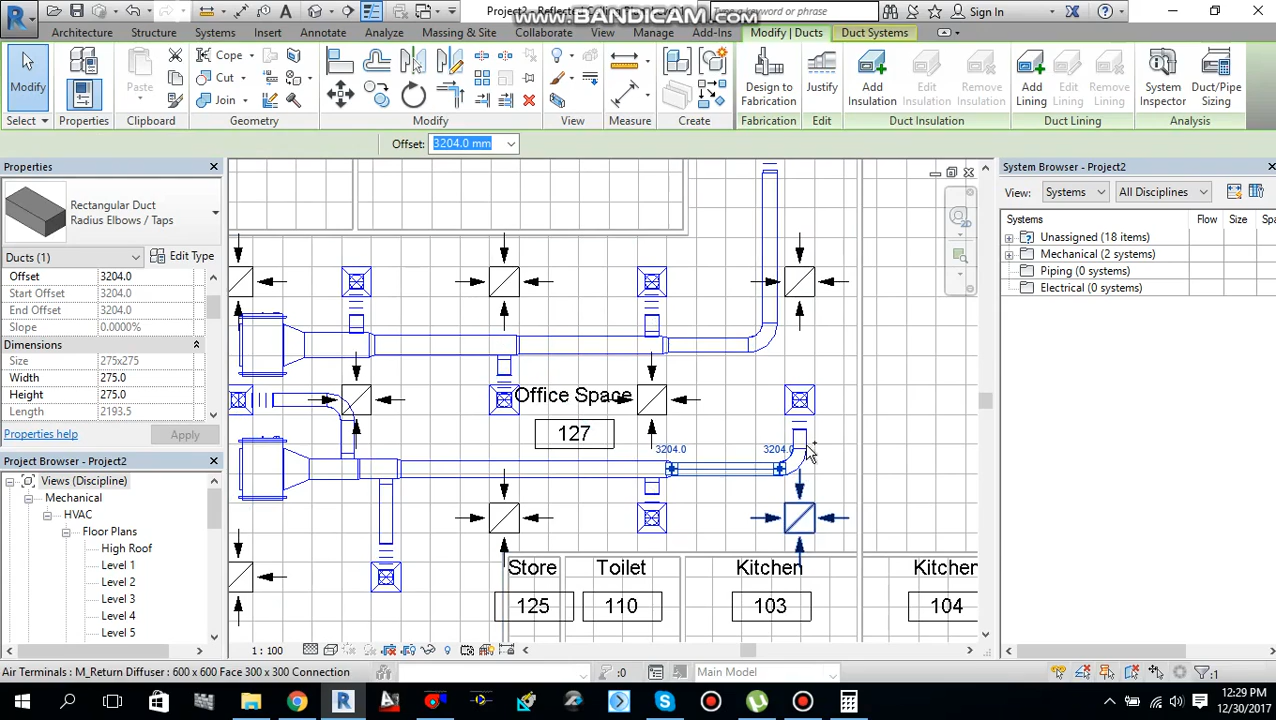 Project2 - Reflected C
www.BANDICAM.com
or phrase
Sign In
Architecture Structure Systems Insert Annotate Analyze Massing & Site Collaborate View Manage Add-Ins Modify | Ducts Duct Systems
Modify
Paste
Cope
Cut
Join
Design to Fabrication
Justify
Add Insulation
Edit Insulation
Remove Insulation
Add Lining
Edit Lining
Remove Lining
System Inspector
Duct/Pipe Sizing
Select Properties Clipboard Geometry Modify View Measure Create Fabrication Edit Duct Insulation Duct Lining Analysis
Offset: 3204.0 mm
Properties
Rectangular Duct
Radius Elbows / Taps
Ducts (1) Edit Type
Offset 3204.0
Start Offset 3204.0
End Offset 3204.0
Slope 0.0000%
Dimensions
Size 275x275
Width 275.0
Height 275.0
Length 2193.5
Properties help Apply
Project Browser - Project2
Views (Discipline)
Mechanical
HVAC
Floor Plans
High Roof
Level 1
Level 2
Level 3
Level 4
Level 5
Office Space
127
3204.0 3204.0
Store Toilet Kitchen Kitchen
125 110 103 104
System Browser - Project2
View: Systems All Disciplines
Systems Flow Size Spa
Unassigned (18 items)
Mechanical (2 systems)
Piping (0 systems)
Electrical (0 systems)
1 : 100
Air Terminals : M_Return Diffuser : 600 x 600 Face 300 x 300 Connection
:0
Main Model
:1
12:29 PM
12/30/2017